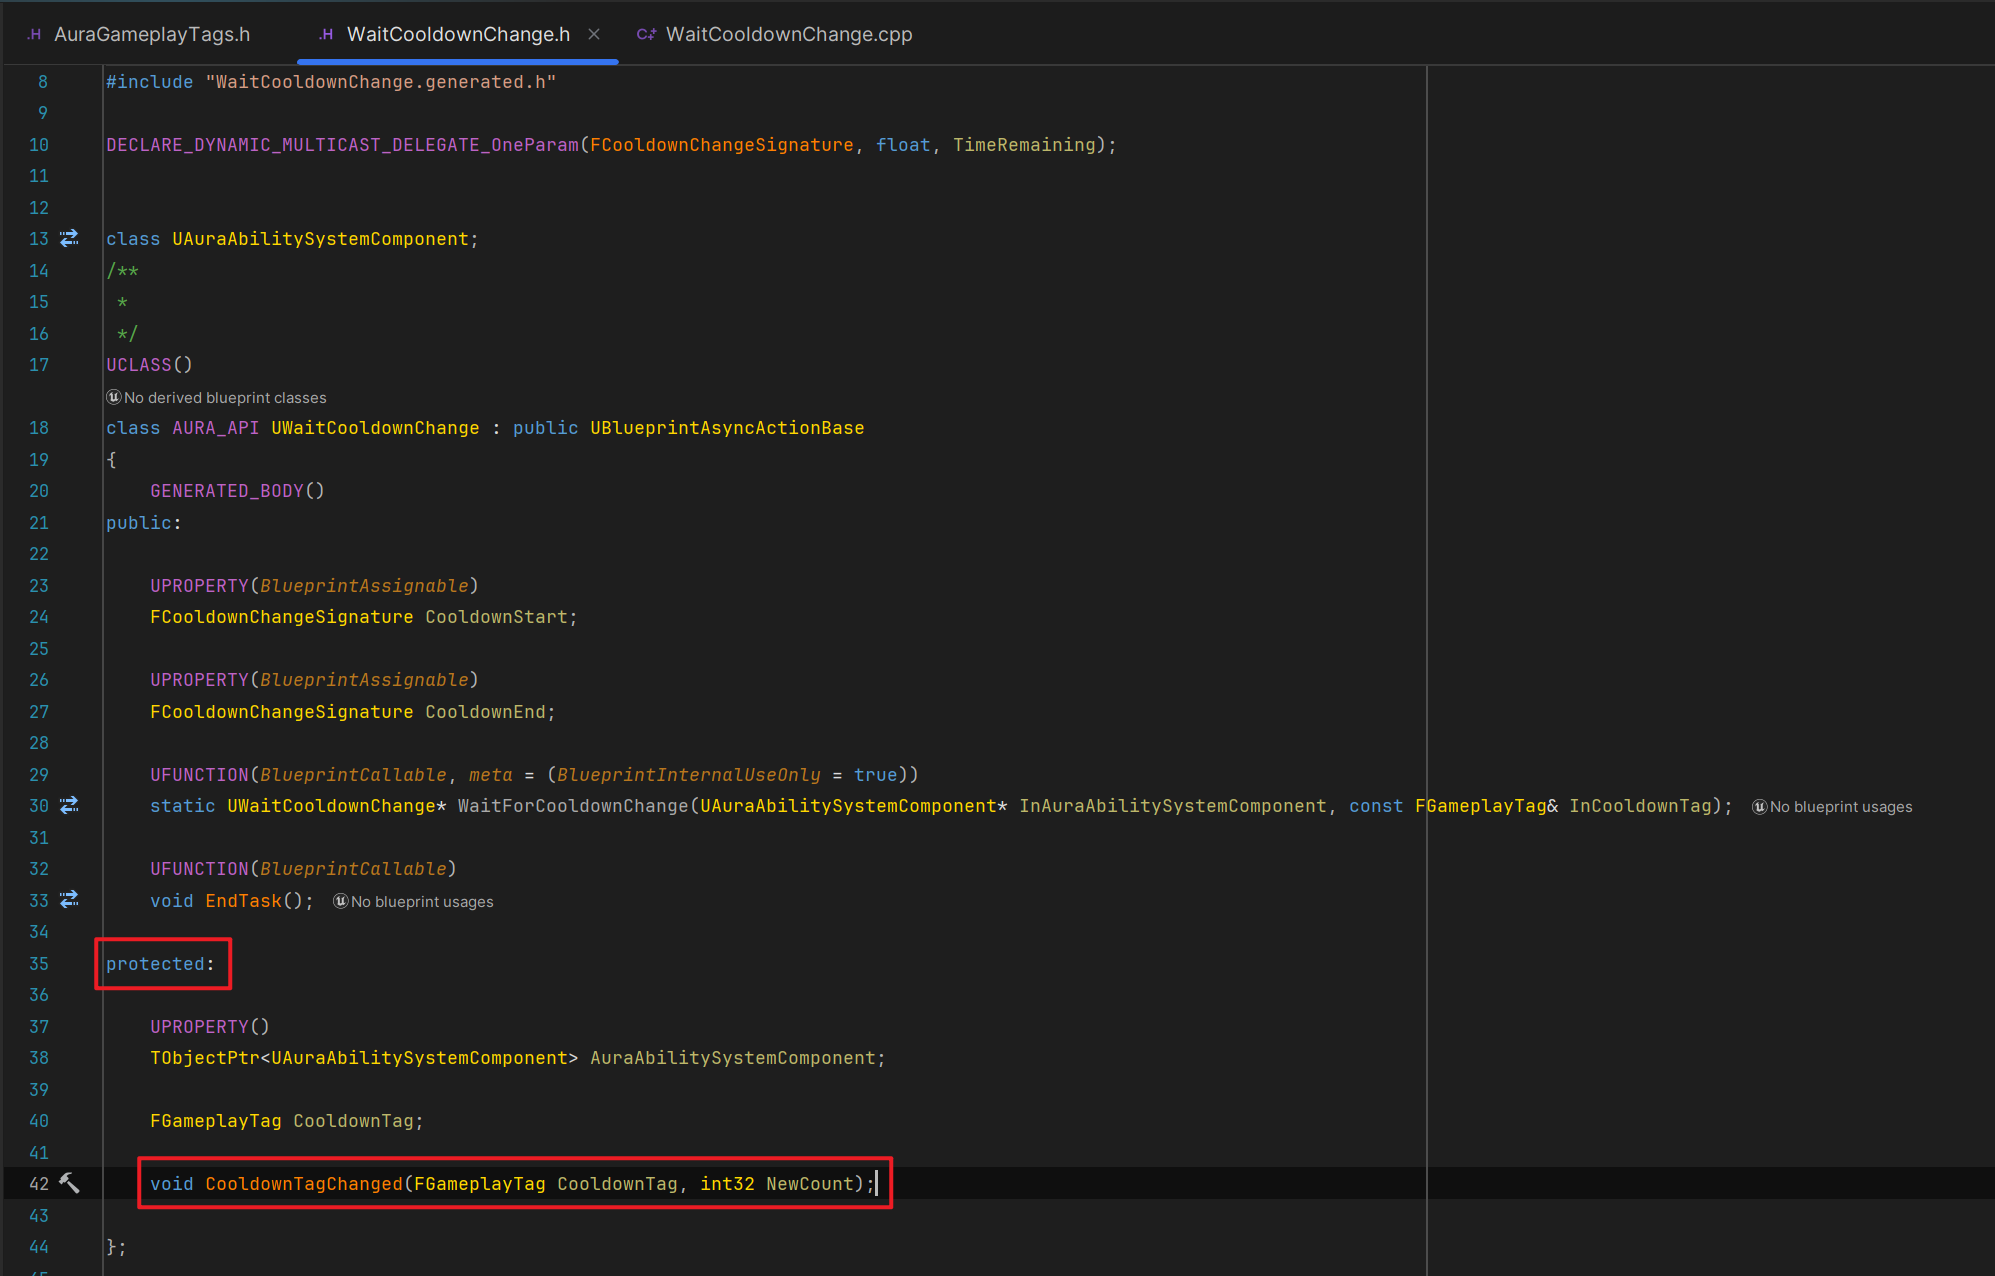 .H AuraGameplayTags.h .H WaitCooldownChange.h × C++ WaitCooldownChange.cpp
8 #include "WaitCooldownChange.generated.h"
9
10 DECLARE_DYNAMIC_MULTICAST_DELEGATE_OneParam(FCooldownChangeSignature, float, TimeRemaining);
11
12
13 class UAuraAbilitySystemComponent;
14 /**
15 *
16 */
17 UCLASS()
No derived blueprint classes
18 class AURA_API UWaitCooldownChange : public UBlueprintAsyncActionBase
19 {
20 GENERATED_BODY()
21 public:
22
23 UPROPERTY(BlueprintAssignable)
24 FCooldownChangeSignature CooldownStart;
25
26 UPROPERTY(BlueprintAssignable)
27 FCooldownChangeSignature CooldownEnd;
28
29 UFUNCTION(BlueprintCallable, meta = (BlueprintInternalUseOnly = true))
30 static UWaitCooldownChange* WaitForCooldownChange(UAuraAbilitySystemComponent* InAuraAbilitySystemComponent, const FGameplayTag& InCooldownTag); No blueprint usages
31
32 UFUNCTION(BlueprintCallable)
33 void EndTask(); No blueprint usages
34
35 protected:
36
37 UPROPERTY()
38 TObjectPtr<UAuraAbilitySystemComponent> AuraAbilitySystemComponent;
39
40 FGameplayTag CooldownTag;
41
42 void CooldownTagChanged(FGameplayTag CooldownTag, int32 NewCount);
43
44 };